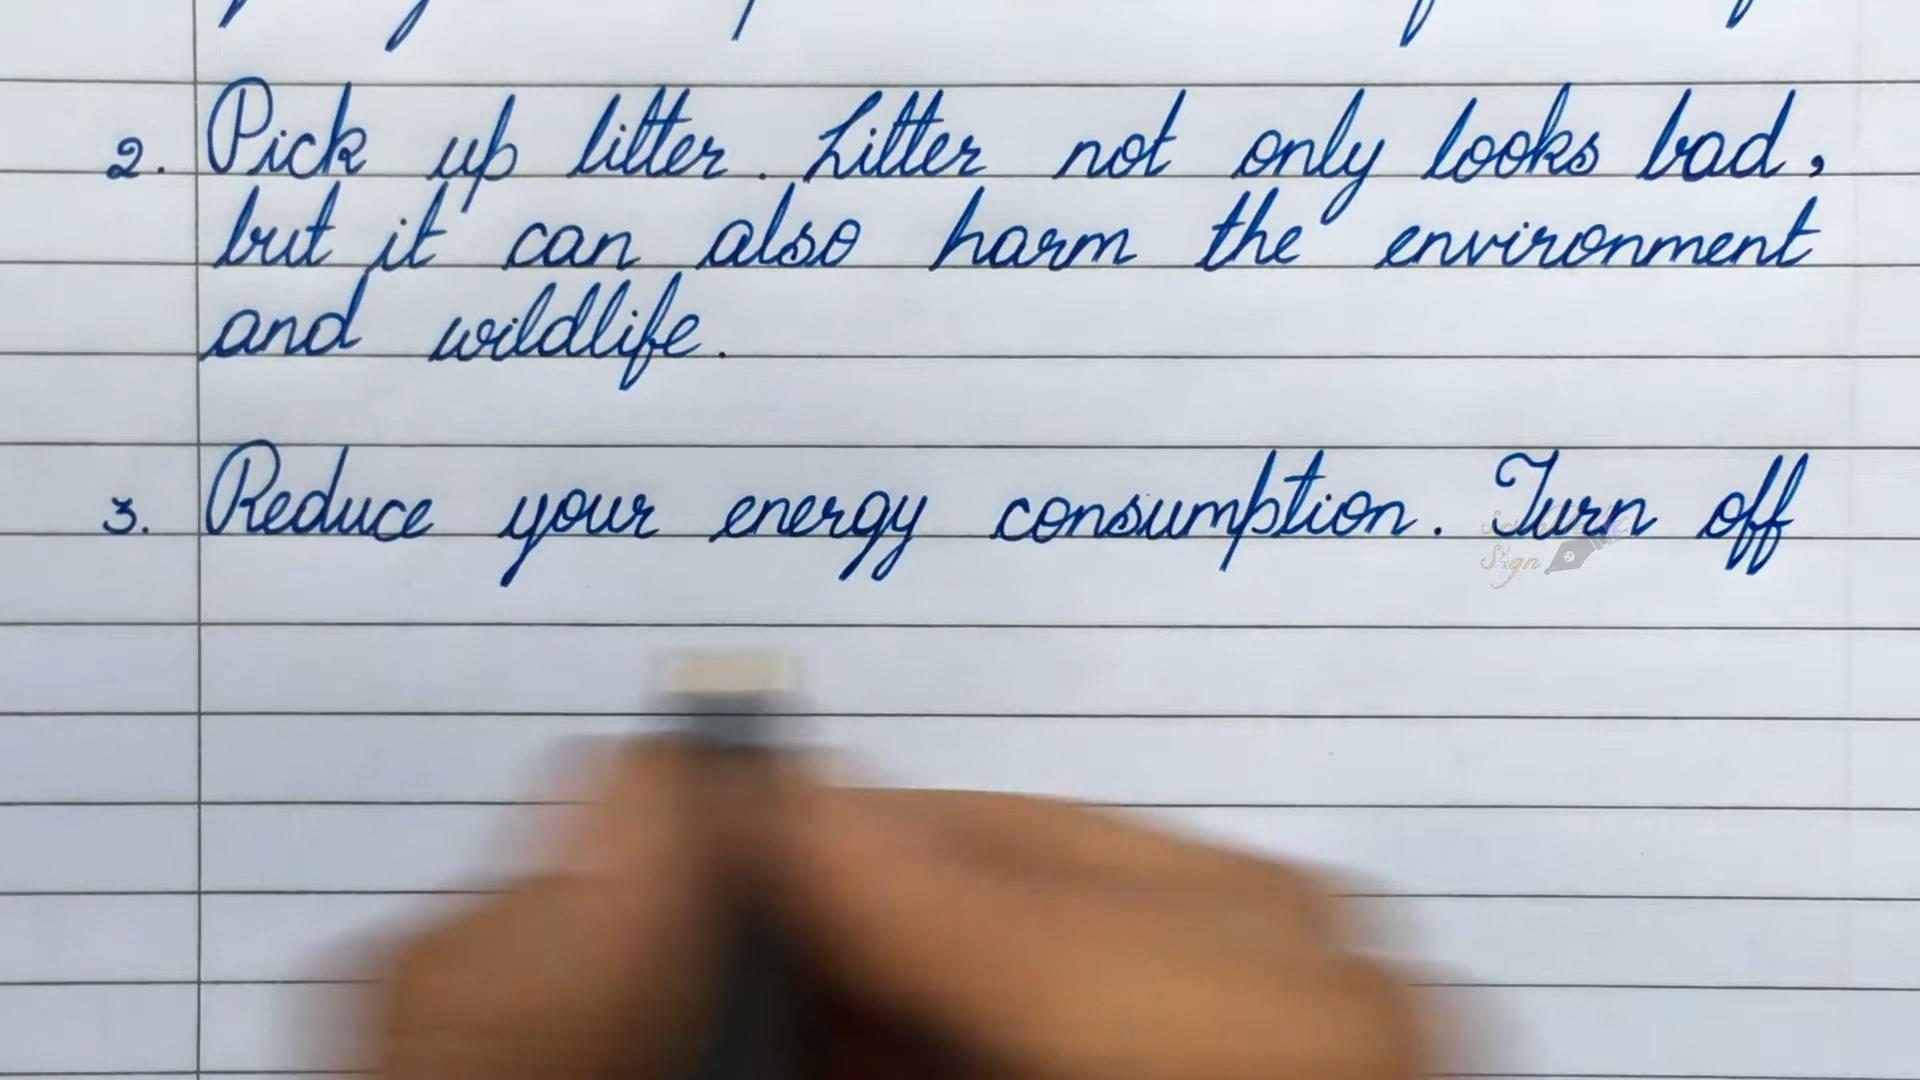 2. Pick up litter. Litter not only looks bad,
but it can also harm the environment
and wildlife.
3. Reduce your energy consumption. Turn off
Sign